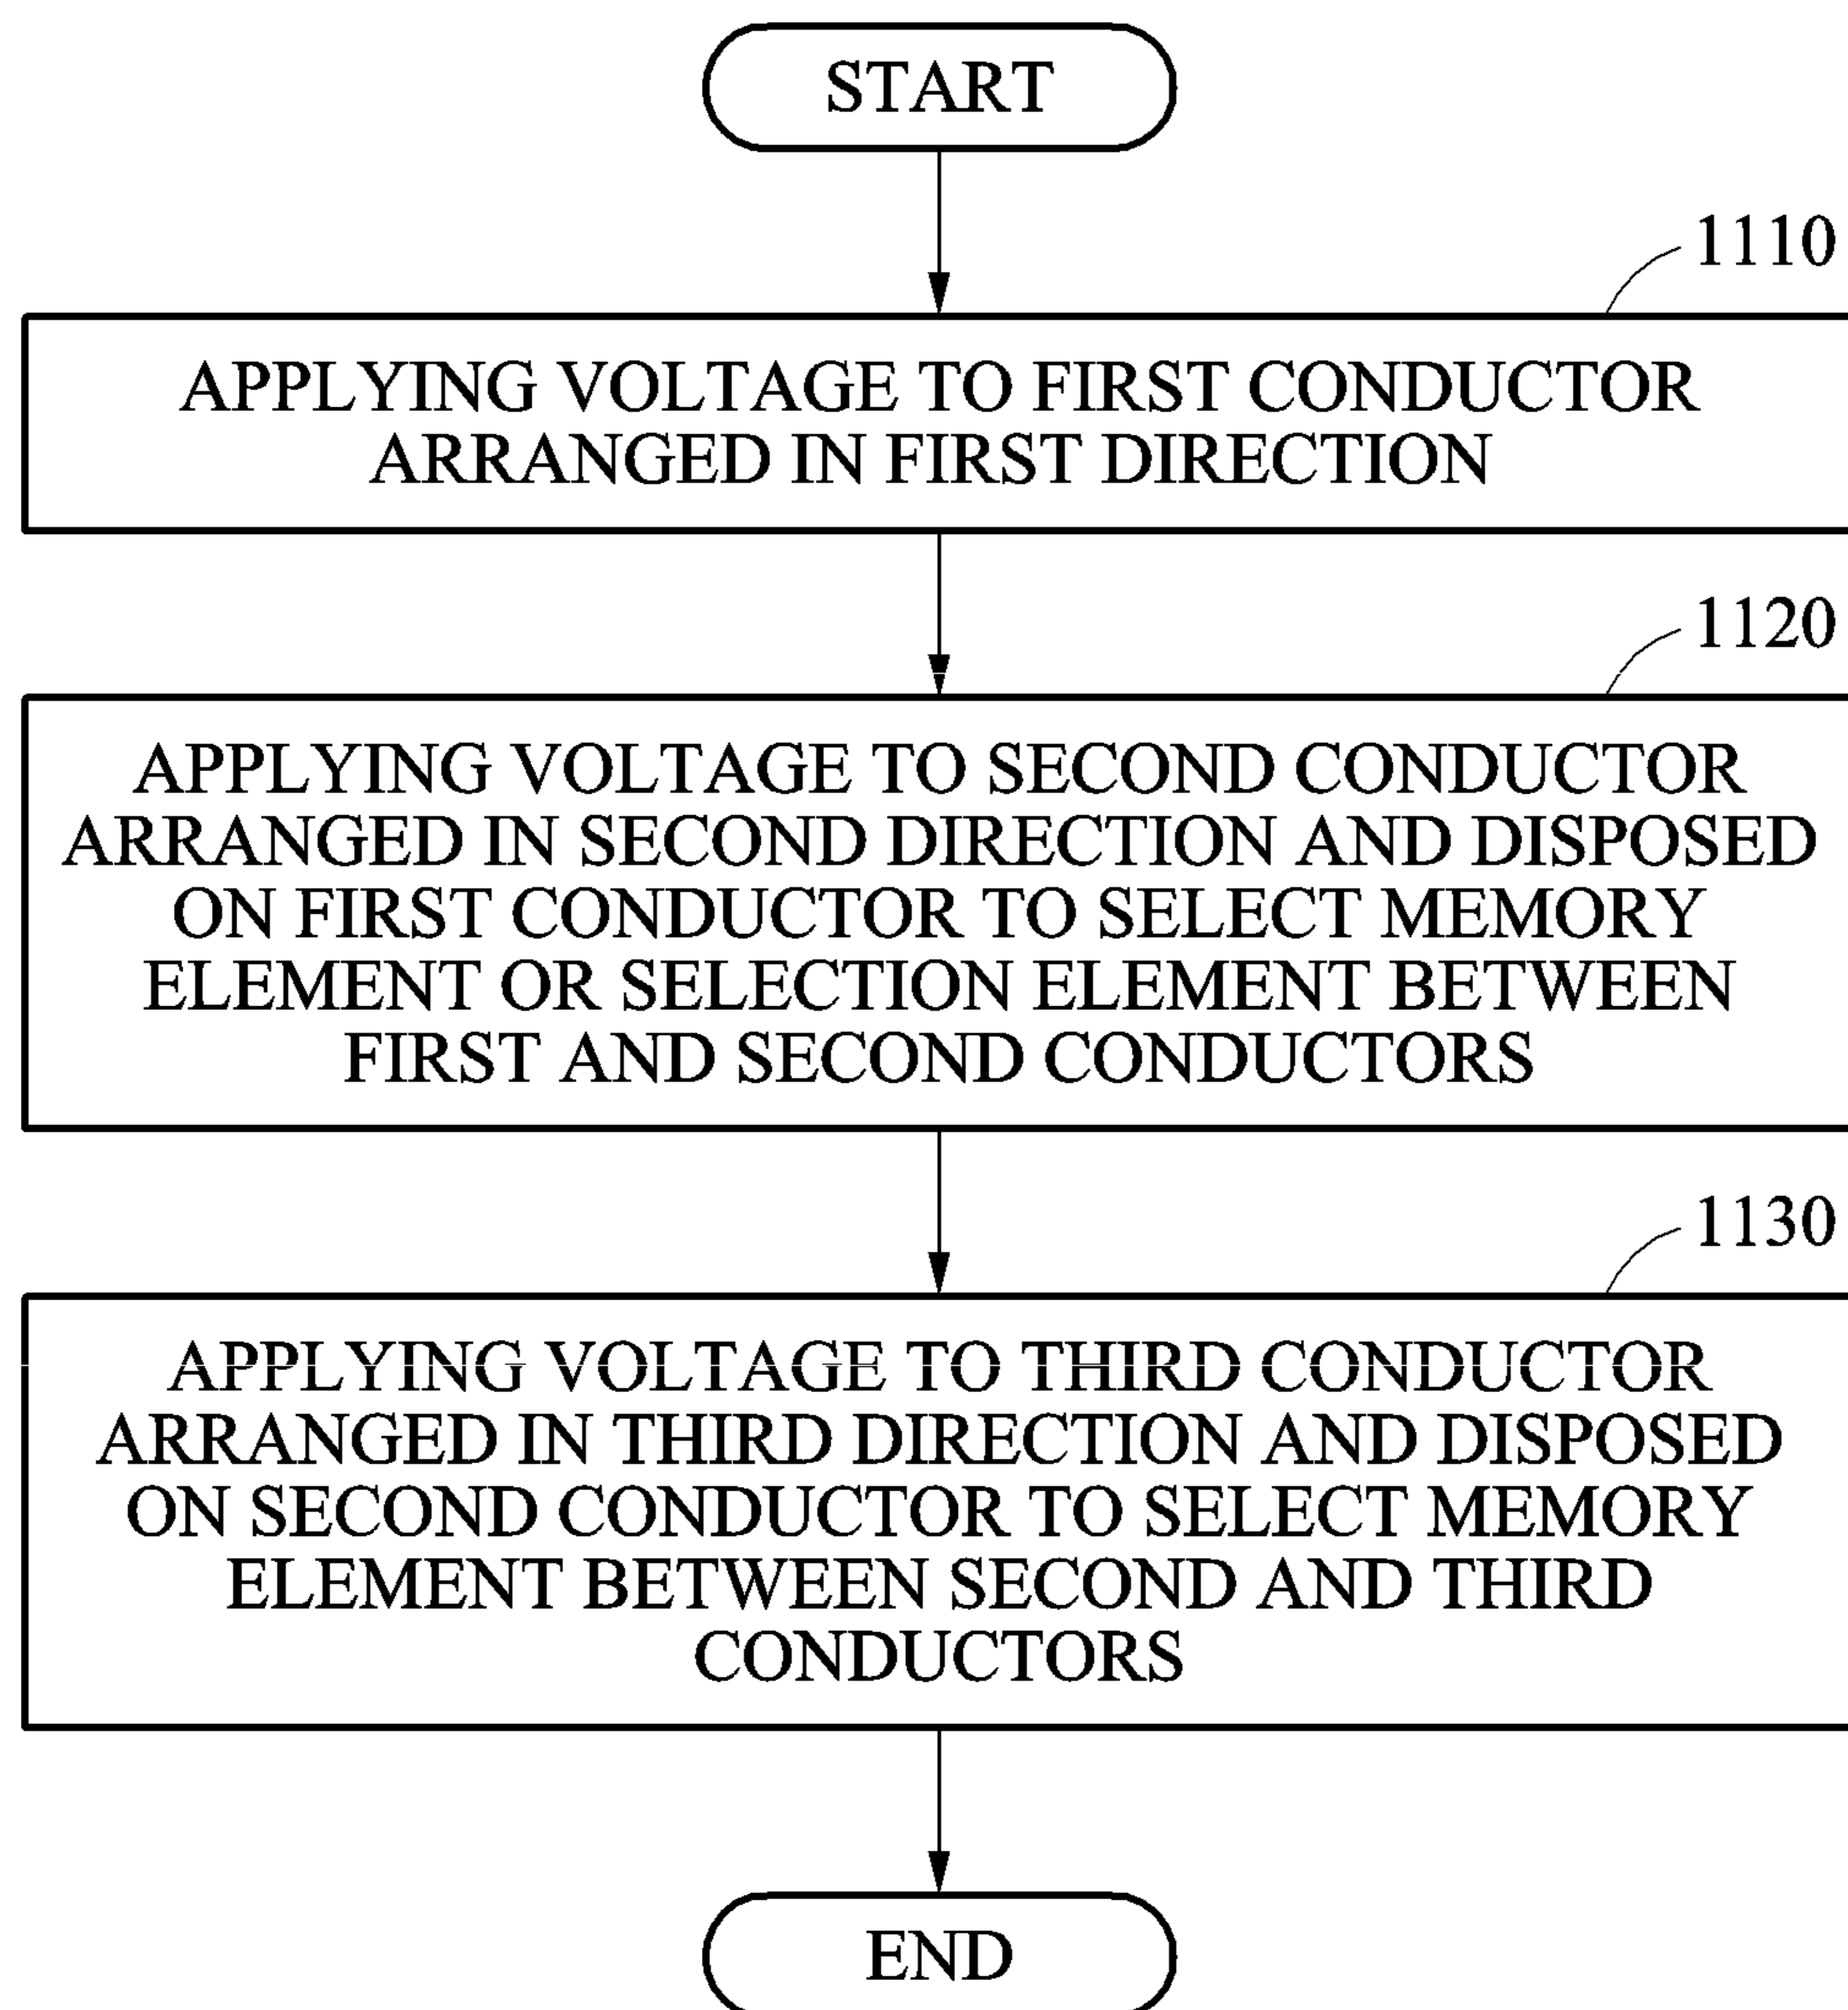 START
1110
APPLYING VOLTAGE TO FIRST CONDUCTOR
ARRANGED IN FIRST DIRECTION
1120
APPLYING VOLTAGE TO SECOND CONDUCTOR
ARRANGED IN SECOND DIRECTION AND DISPOSED
ON FIRST CONDUCTOR TO SELECT MEMORY
ELEMENT OR SELECTION ELEMENT BETWEEN
FIRST AND SECOND CONDUCTORS
1130
APPLYING VOLTAGE TO THIRD CONDUCTOR
ARRANGED IN THIRD DIRECTION AND DISPOSED
ON SECOND CONDUCTOR TO SELECT MEMORY
ELEMENT BETWEEN SECOND AND THIRD
CONDUCTORS
END